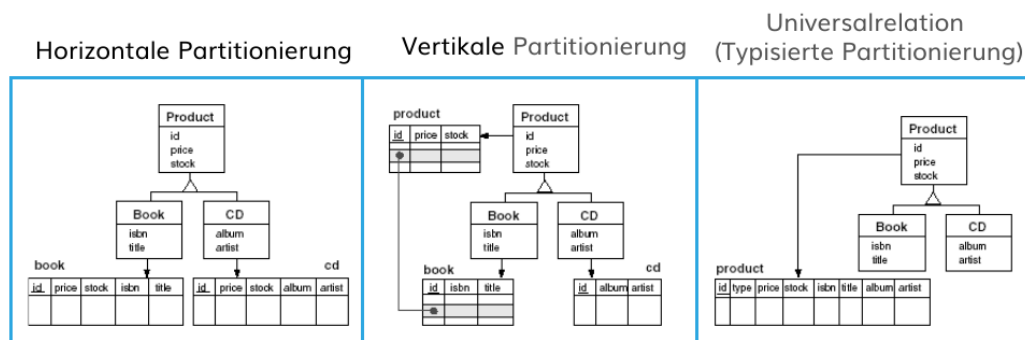 Horizontale Partitionierung
Vertikale Partitionierung
Universalrelation
(Typisierte Partitionierung)
Product
id
price
stock
Book
isbn
title
CD
album
artist
book
id price stock isbn title
cd
id price stock album artist
product
id price stock
Product
id
price
stock
Book
isbn
title
CD
album
artist
book
id isbn title
cd
id album artist
Product
id
price
stock
Book
isbn
title
CD
album
artist
product
id type price stock isbn title album artist